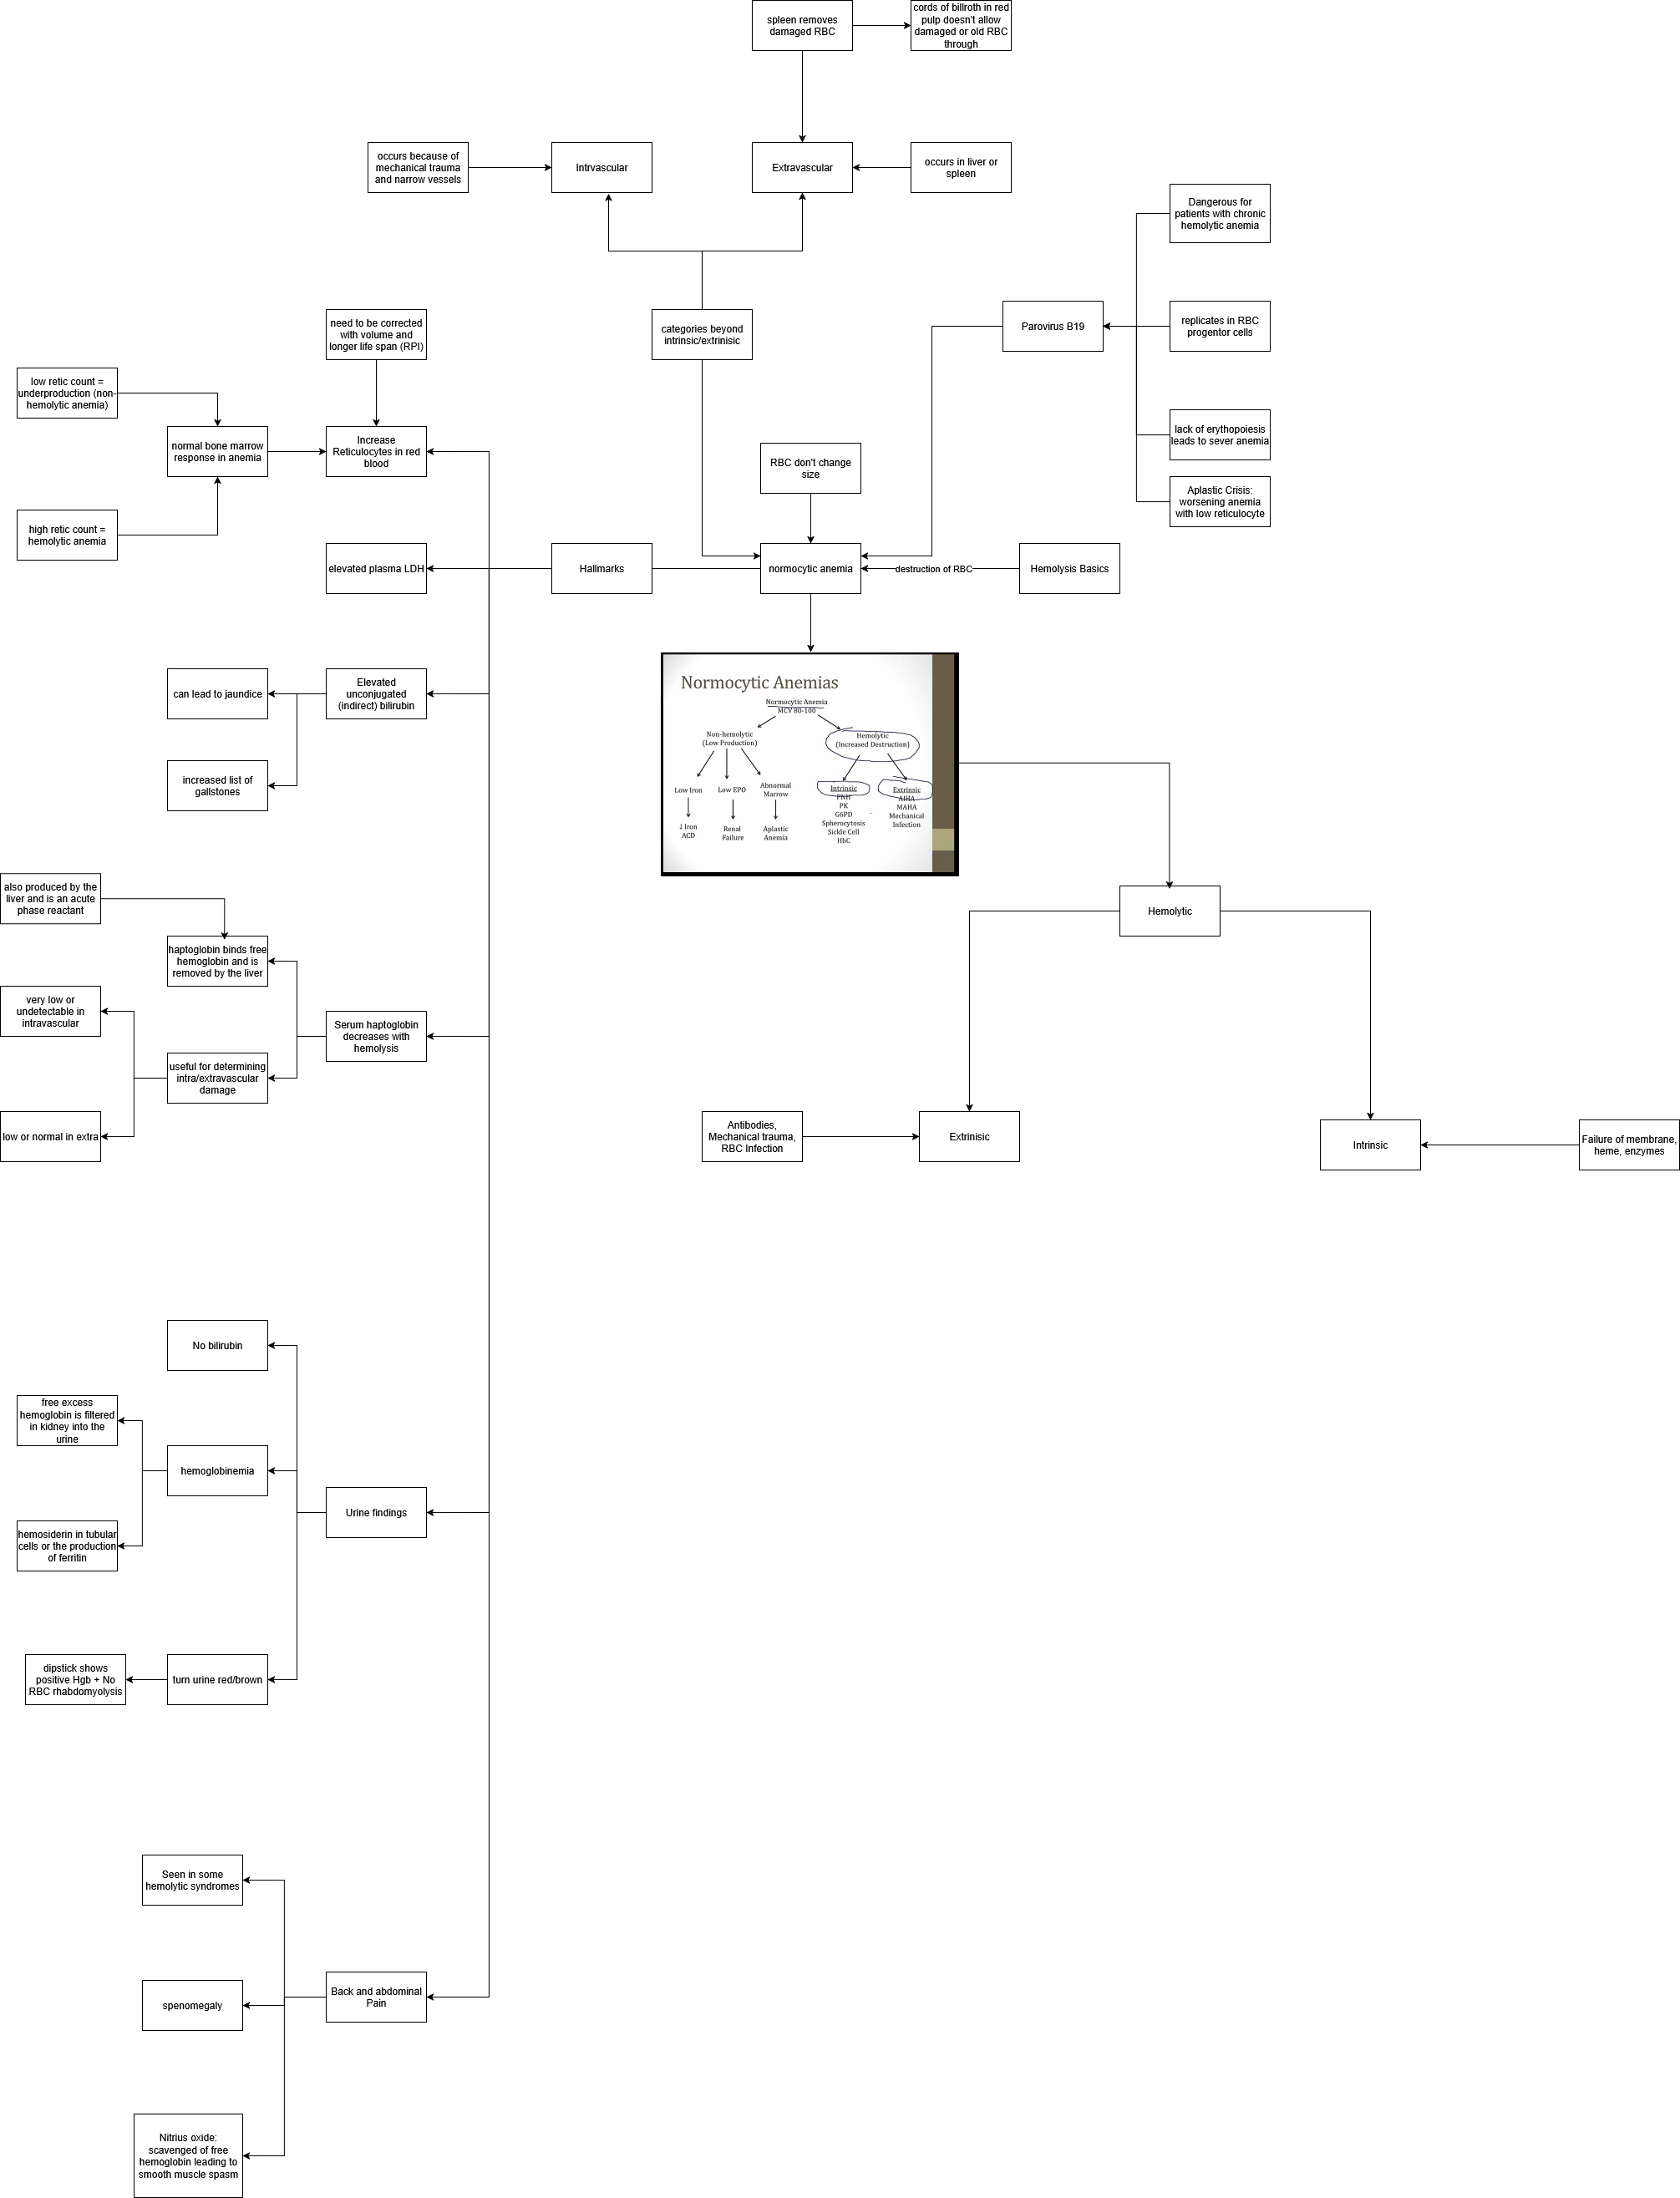 spleen removes
damaged RBC
cords of billroth in red
pulp doesn't allow
damaged or old RBC
through
occurs because of
mechanical trauma
and narrow vessels
Intrvascular
Extravascular
occurs in liver or
spleen
Dangerous for
patients with chronic
hemolytic anemia
need to be corrected
with volume and
longer life span (RPI)
categories beyond
intrinsic/extrinisic
Parovirus B19
replicates in RBC
progentor cells
low retic count =
underproduction (non-
hemolytic anemia)
normal bone marrow
response in anemia
Increase
Reticulocytes in red
blood
RBC don't change
size
lack of erythopoiesis
leads to sever anemia
Aplastic Crisis:
worsening anemia
with low reticulocyte
high retic count =
hemolytic anemia
elevated plasma LDH
Hallmarks
normocytic anemia
destruction of RBC
Hemolysis Basics
can lead to jaundice
Elevated
unconjugated
(indirect) bilirubin
increased list of
gallstones
Normocytic Anemias
Normocytic Anemia
MCV 80-100
Non-hemolytic
(Low Production)
Hemolytic
(Increased Destruction)
Low Iron
Low EPO
Abnormal
Marrow
↓ Iron
ACD
Renal
Failure
Aplastic
Anemia
Intrinsic
PNH
PK
G6PD
Spherocytosis
Sickle Cell
HbC
Extrinsic
AIHA
MAHA
Mechanical
Infection
also produced by the
liver and is an acute
phase reactant
haptoglobin binds free
hemoglobin and is
removed by the liver
Hemolytic
very low or
undetectable in
intravascular
Serum haptoglobin
decreases with
hemolysis
useful for determining
intra/extravascular
damage
low or normal in extra
Antibodies,
Mechanical trauma,
RBC Infection
Extrinisic
Intrinsic
Failure of membrane,
heme, enzymes
No bilirubin
free excess
hemoglobin is filtered
in kidney into the
urine
hemoglobinemia
Urine findings
hemosiderin in tubular
cells or the production
of ferritin
dipstick shows
positive Hgb + No
RBC rhabdomyolysis
turn urine red/brown
Seen in some
hemolytic syndromes
spenomegaly
Back and abdominal
Pain
Nitrius oxide:
scavenged of free
hemoglobin leading to
smooth muscle spasm